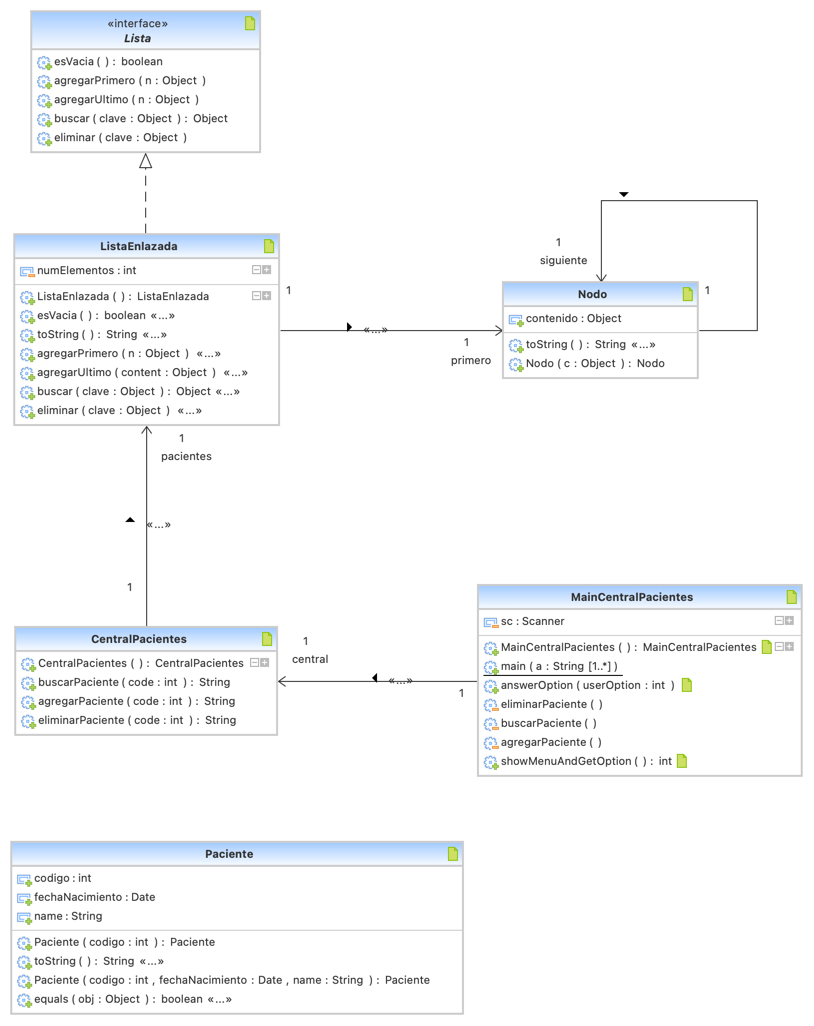 «interface»
Lista
esVacia ( ) : boolean
agregarPrimero ( n : Object )
agregarUltimo ( n : Object )
buscar ( clave : Object ) : Object
eliminar ( clave : Object )
ListaEnlazada
numElementos : int
ListaEnlazada ( ) : ListaEnlazada
esVacia ( ) : boolean «...»
toString ( ) : String «...»
agregarPrimero ( n : Object ) «...»
agregarUltimo ( content : Object ) «...»
buscar ( clave : Object ) : Object «...»
eliminar ( clave : Object ) «...»
1
«...»
1
primero
1
siguiente
Nodo
contenido : Object
toString ( ) : String «...»
Nodo ( c : Object ) : Nodo
1
1
pacientes
«...»
1
CentralPacientes
CentralPacientes ( ) : CentralPacientes
buscarPaciente ( code : int ) : String
agregarPaciente ( code : int ) : String
eliminarPaciente ( code : int ) : String
1
central
«...»
1
MainCentralPacientes
sc : Scanner
MainCentralPacientes ( ) : MainCentralPacientes
main ( a : String [1..*] )
answerOption ( userOption : int )
eliminarPaciente ( )
buscarPaciente ( )
agregarPaciente ( )
showMenuAndGetOption ( ) : int
Paciente
codigo : int
fechaNacimiento : Date
name : String
Paciente ( codigo : int ) : Paciente
toString ( ) : String «...»
Paciente ( codigo : int , fechaNacimiento : Date , name : String ) : Paciente
equals ( obj : Object ) : boolean «...»